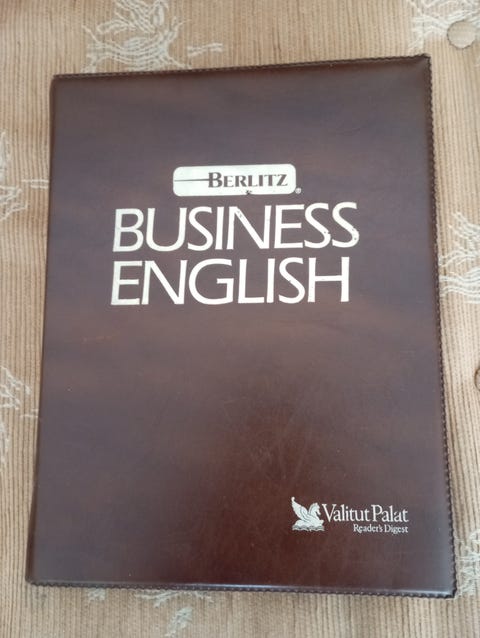 BERLITZ®
BUSINESS
ENGLISH
Valitut Palat
Reader's Digest